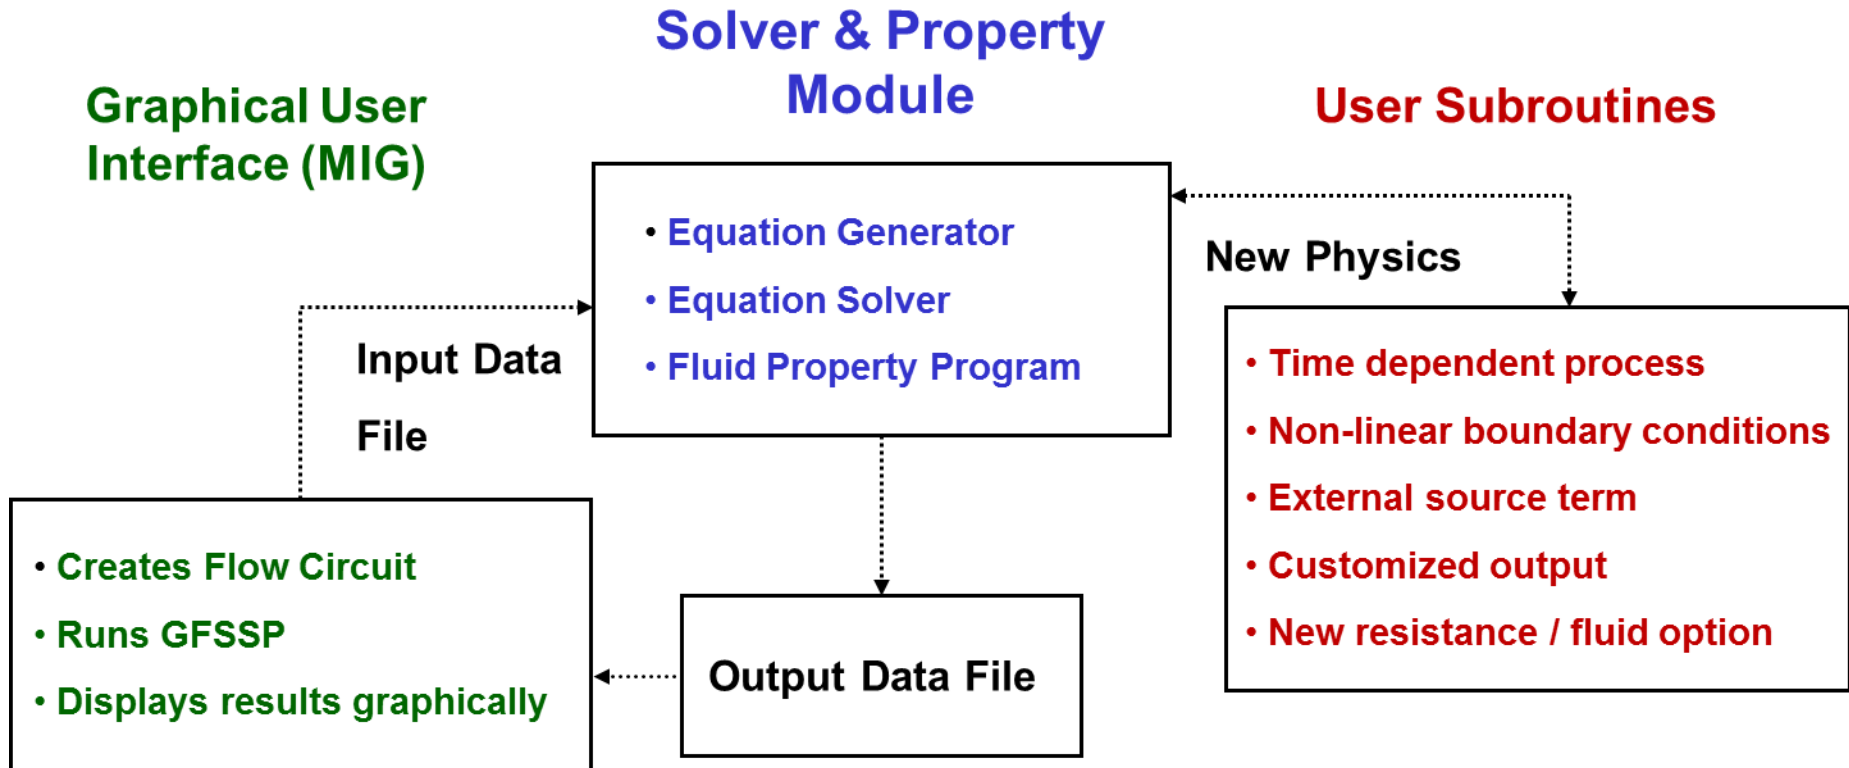 Graphical User
Interface (MIG)
Solver & Property
Module
User Subroutines
• Equation Generator
• Equation Solver
• Fluid Property Program
New Physics
Input Data
File
• Time dependent process
• Non-linear boundary conditions
• External source term
• Customized output
• New resistance / fluid option
• Creates Flow Circuit
• Runs GFSSP
• Displays results graphically
Output Data File